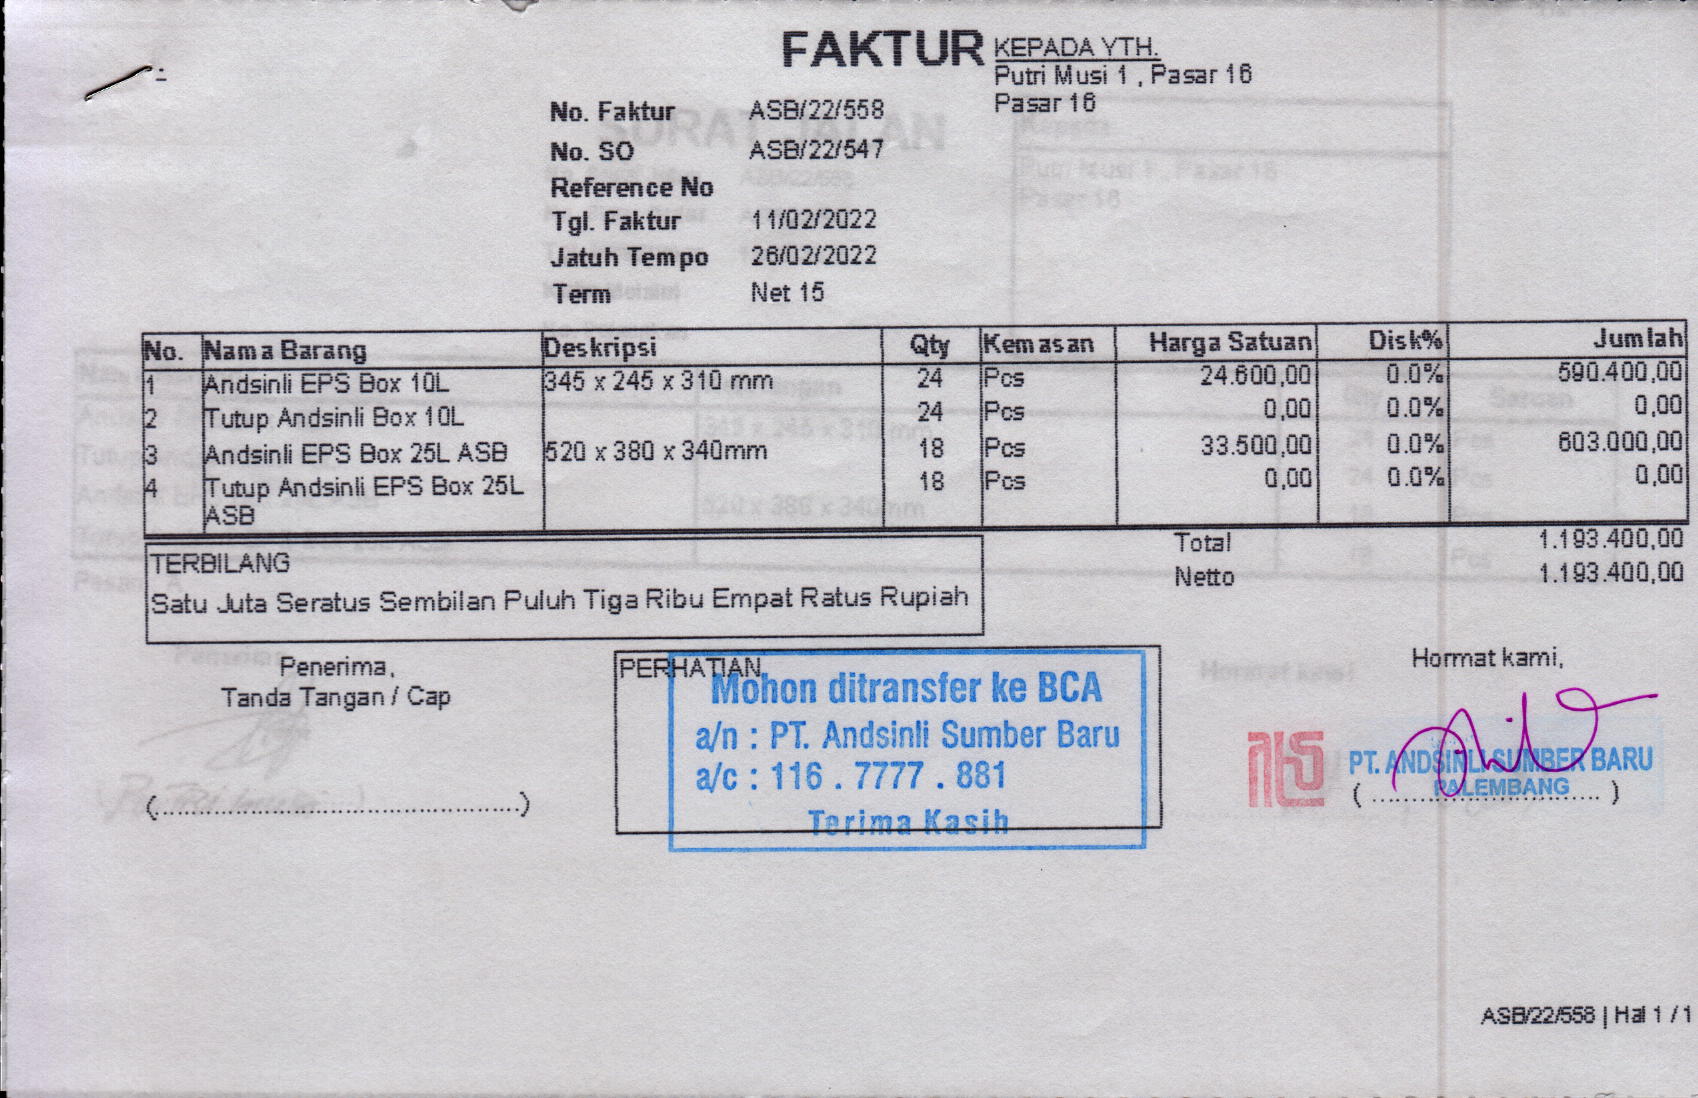 FAKTUR
KEPADA YTH.
Putri Musi 1 , Pasar 16
Pasar 16
No. Faktur ASB/22/558
No. SO ASB/22/547
Reference No
Tgl. Faktur 11/02/2022
Jatuh Tempo 26/02/2022
Term Net 15
No. Nama Barang Deskripsi Qty Kemasan Harga Satuan Disk% Jumlah
1 Andsinli EPS Box 10L 345 x 245 x 310 mm 24 Pcs 24.600,00 0.0% 590.400,00
2 Tutup Andsinli Box 10L 24 Pcs 0,00 0.0% 0,00
3 Andsinli EPS Box 25L ASB 520 x 380 x 340mm 18 Pcs 33.500,00 0.0% 603.000,00
4 Tutup Andsinli EPS Box 25L 18 Pcs 0,00 0.0% 0,00
ASB
Total 1.193.400,00
Netto 1.193.400,00
TERBILANG
Satu Juta Seratus Sembilan Puluh Tiga Ribu Empat Ratus Rupiah
Penerima,
Tanda Tangan / Cap
(......................................)
PERHATIAN,
Mohon ditransfer ke BCA
a/n : PT. Andsinli Sumber Baru
a/c : 116 . 7777 . 881
Terima Kasih
Hormat kami,
PT. ANDSINLI SUMBER BARU
PALEMBANG
( .............................. )
ASB/22/558 | Hal 1 / 1